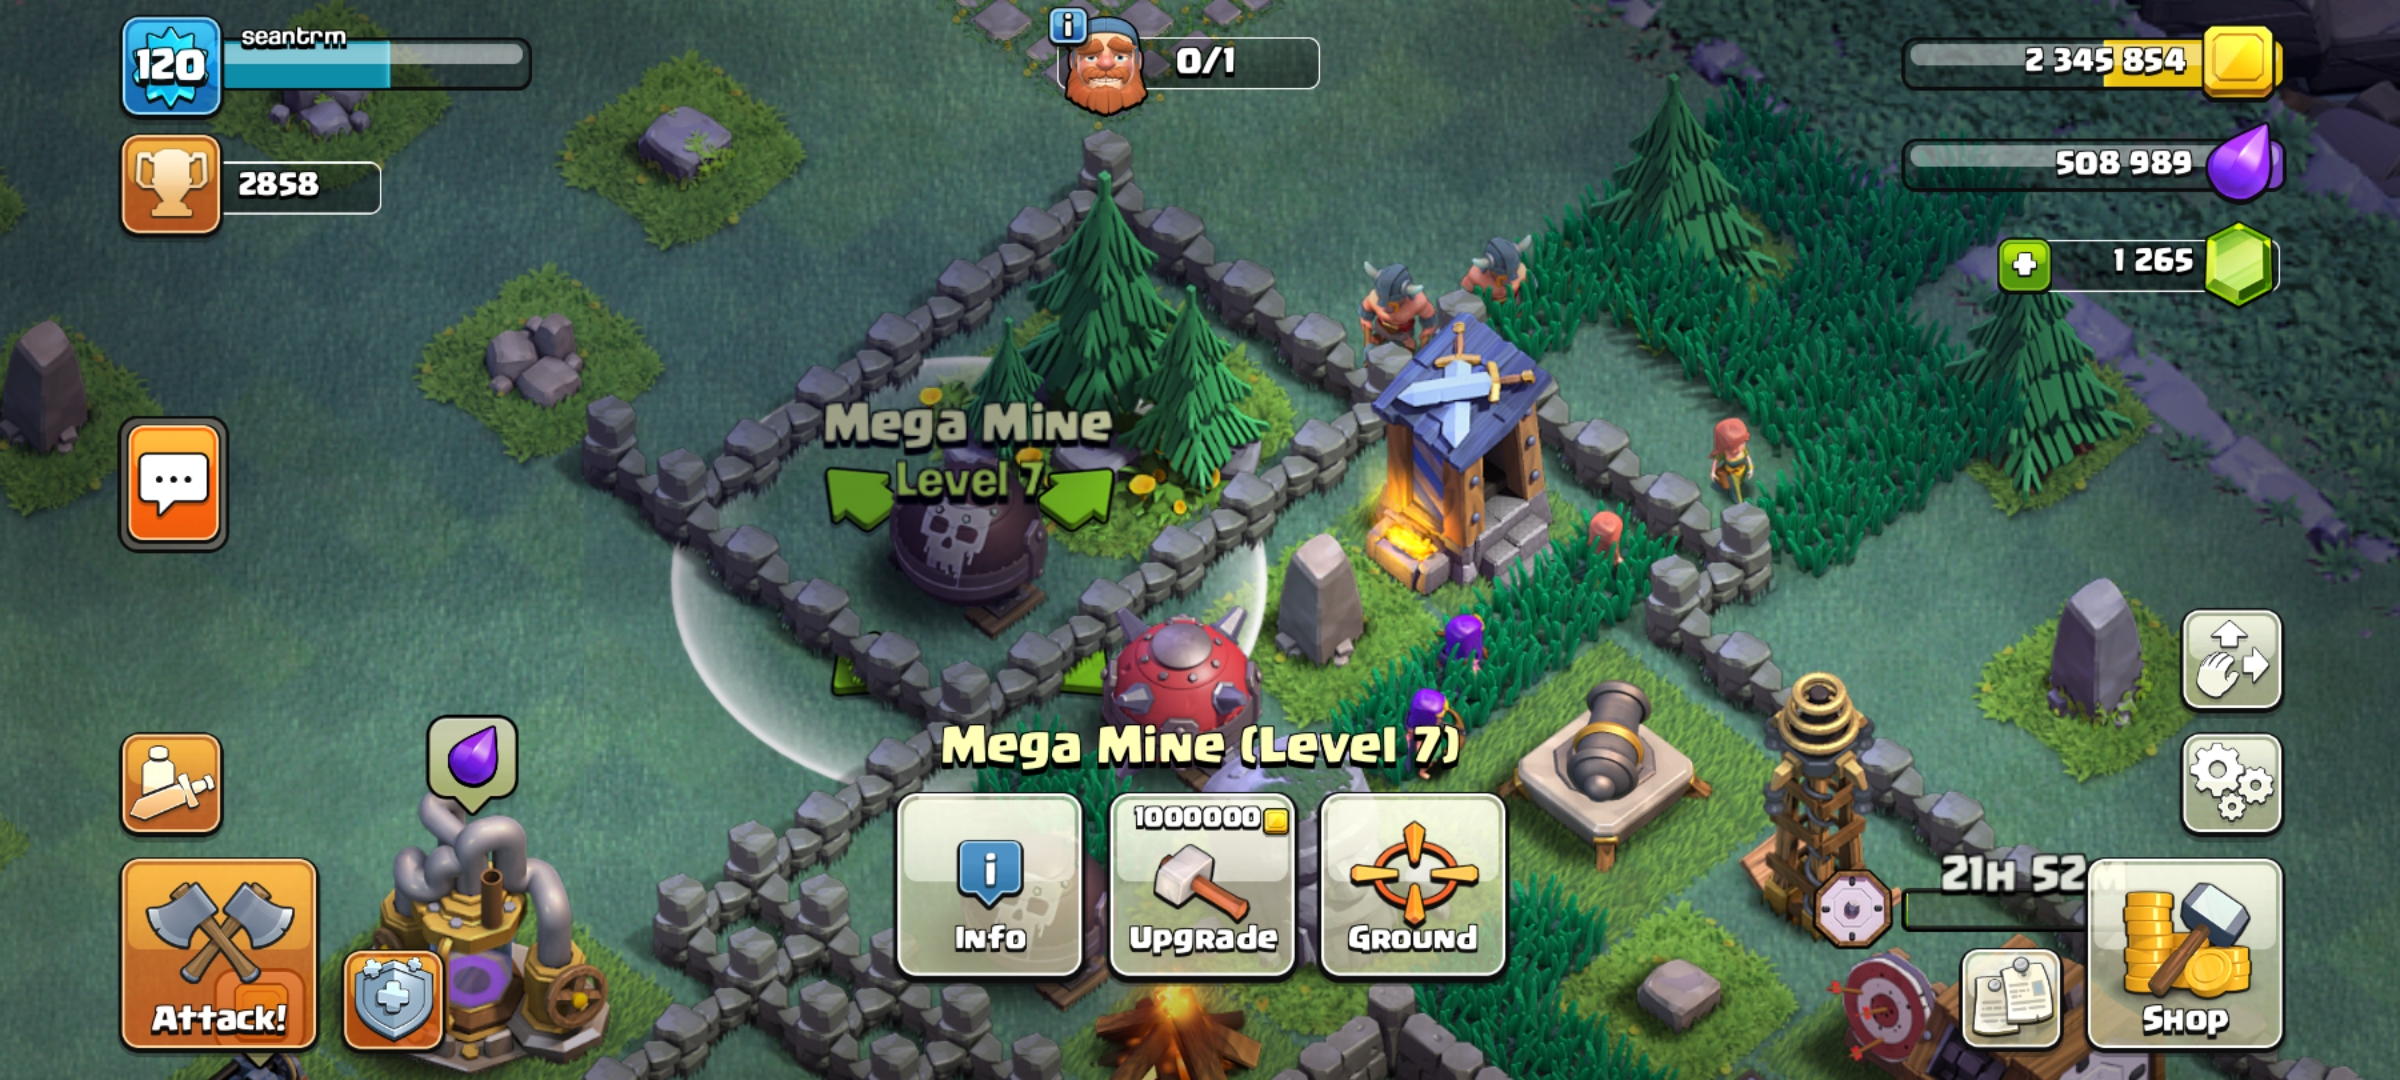 120
seantrm
0/1
2 345 854
2858
508 989
1 265
Mega Mine
Level 7
Mega Mine (Level 7)
1000000
Info
Upgrade
Ground
21H 52M
Attack!
Shop